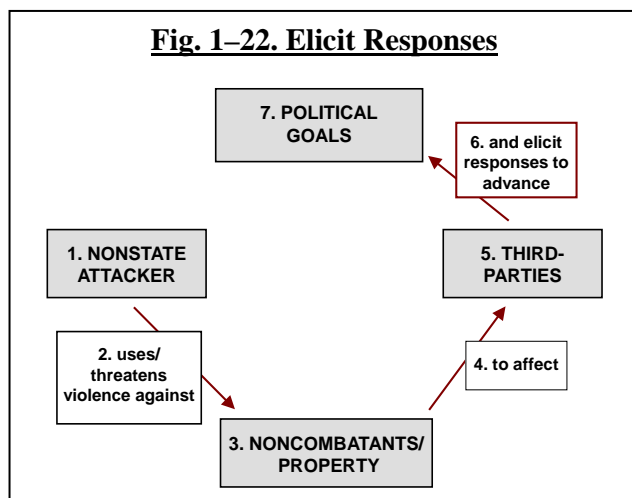 Fig. 1–22. Elicit Responses
7. POLITICAL
GOALS
6. and elicit
responses to
advance
1. NONSTATE
ATTACKER
5. THIRD-
PARTIES
2. uses/
threatens
violence against
4. to affect
3. NONCOMBATANTS/
PROPERTY